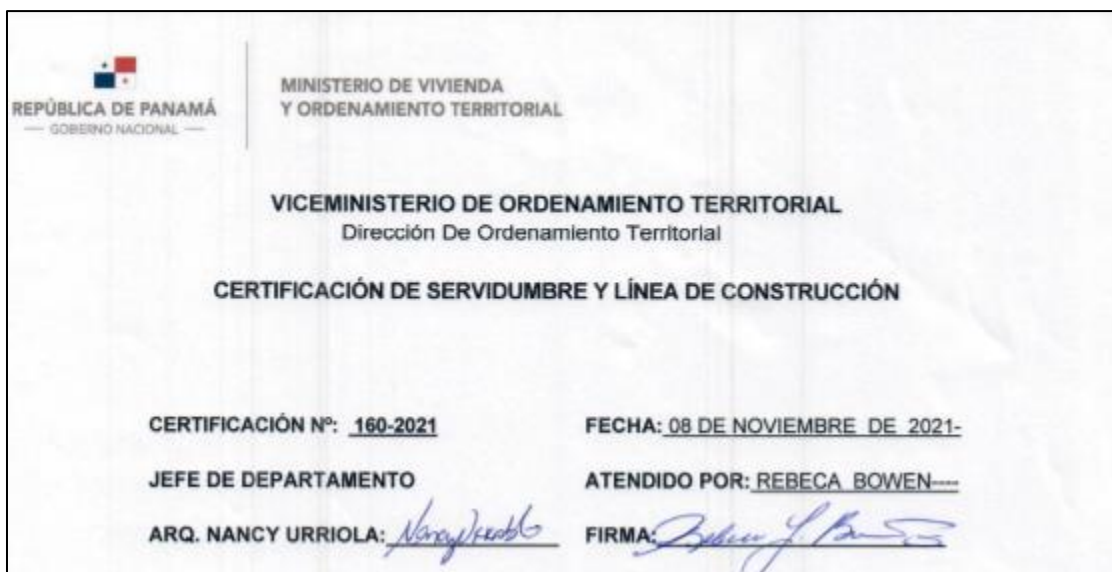 REPÚBLICA DE PANAMÁ
— GOBIERNO NACIONAL —
MINISTERIO DE VIVIENDA
Y ORDENAMIENTO TERRITORIAL
VICEMINISTERIO DE ORDENAMIENTO TERRITORIAL
Dirección De Ordenamiento Territorial
CERTIFICACIÓN DE SERVIDUMBRE Y LÍNEA DE CONSTRUCCIÓN
CERTIFICACIÓN Nº: 160-2021
FECHA: 08 DE NOVIEMBRE DE 2021-
JEFE DE DEPARTAMENTO
ATENDIDO POR: REBECA BOWEN----
ARQ. NANCY URRIOLA:
FIRMA: